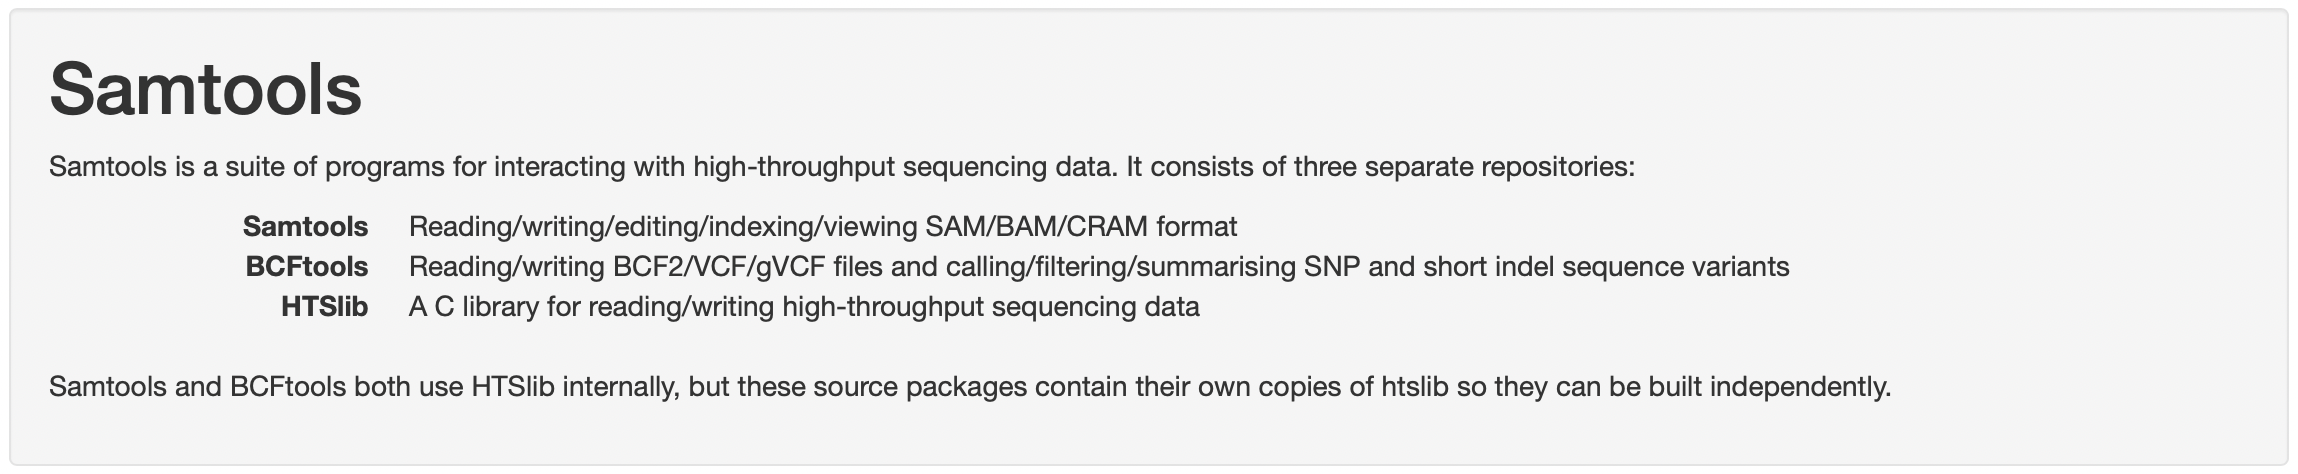 Samtools
Samtools is a suite of programs for interacting with high-throughput sequencing data. It consists of three separate repositories:
Samtools Reading/writing/editing/indexing/viewing SAM/BAM/CRAM format
BCFtools Reading/writing BCF2/VCF/gVCF files and calling/filtering/summarising SNP and short indel sequence variants
HTSlib A C library for reading/writing high-throughput sequencing data
Samtools and BCFtools both use HTSlib internally, but these source packages contain their own copies of htslib so they can be built independently.